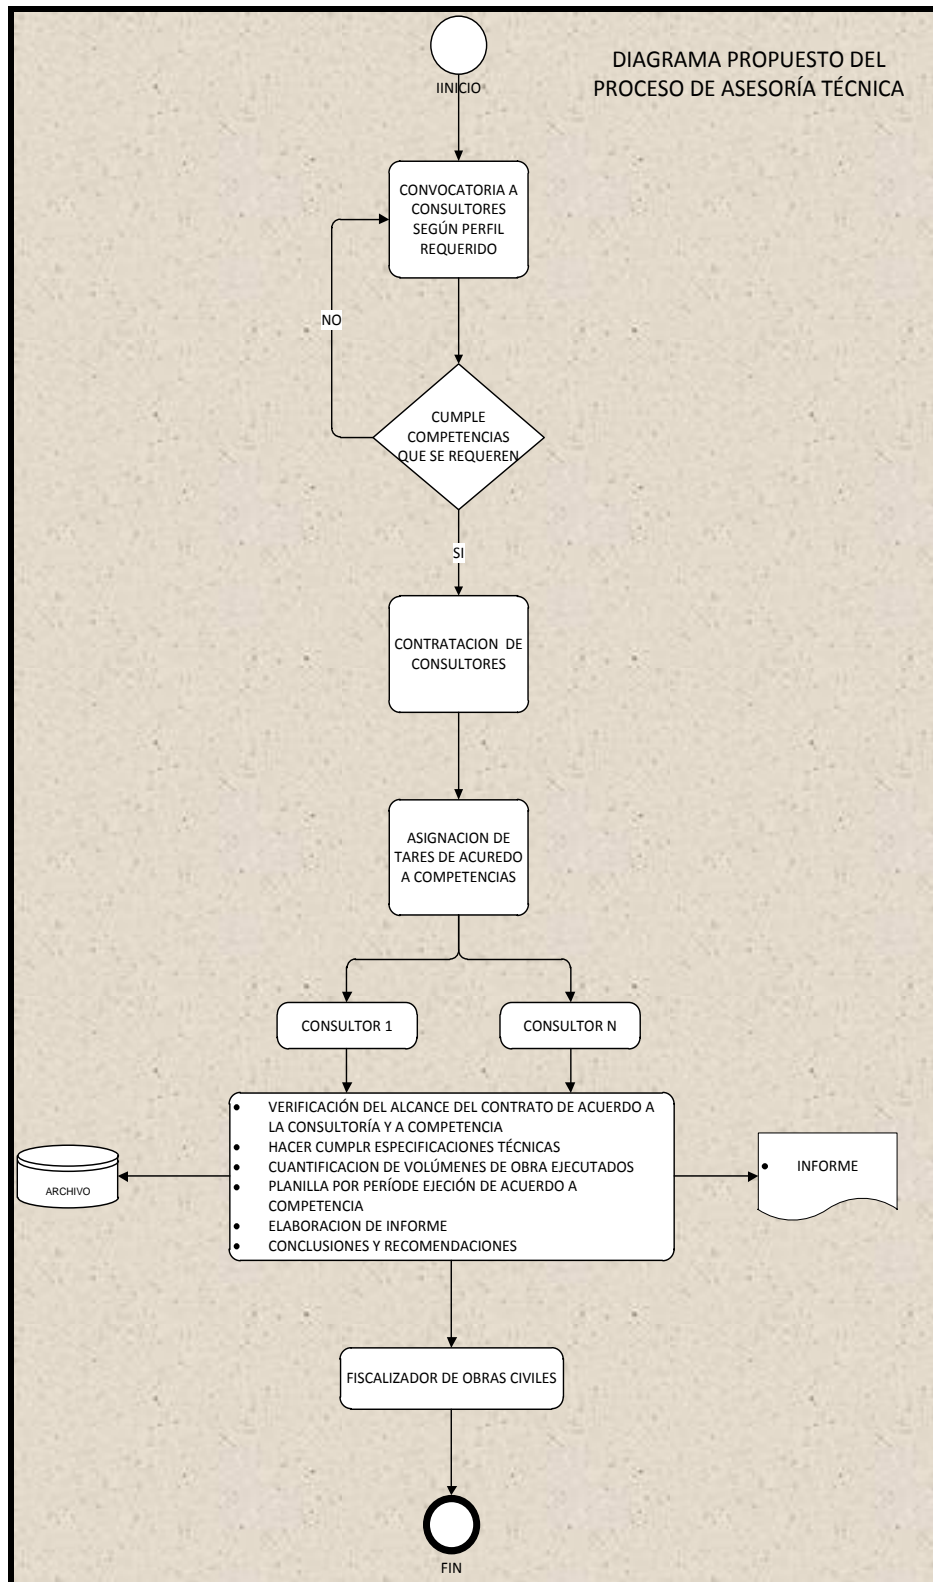 DIAGRAMA PROPUESTO DEL
PROCESO DE ASESORÍA TÉCNICA
IINICIO
CONVOCATORIA A
CONSULTORES
SEGÚN PERFIL
REQUERIDO
NO
CUMPLE
COMPETENCIAS
QUE SE REQUEREN
SI
CONTRATACION DE
CONSULTORES
ASIGNACION DE
TARES DE ACUREDO
A COMPETENCIAS
CONSULTOR 1
CONSULTOR N
• VERIFICACIÓN DEL ALCANCE DEL CONTRATO DE ACUERDO A
LA CONSULTORÍA Y A COMPETENCIA
• HACER CUMPLR ESPECIFICACIONES TÉCNICAS
• CUANTIFICACION DE VOLÚMENES DE OBRA EJECUTADOS
• PLANILLA POR PERÍODE EJECIÓN DE ACUERDO A
COMPETENCIA
• ELABORACION DE INFORME
• CONCLUSIONES Y RECOMENDACIONES
ARCHIVO
• INFORME
FISCALIZADOR DE OBRAS CIVILES
FIN